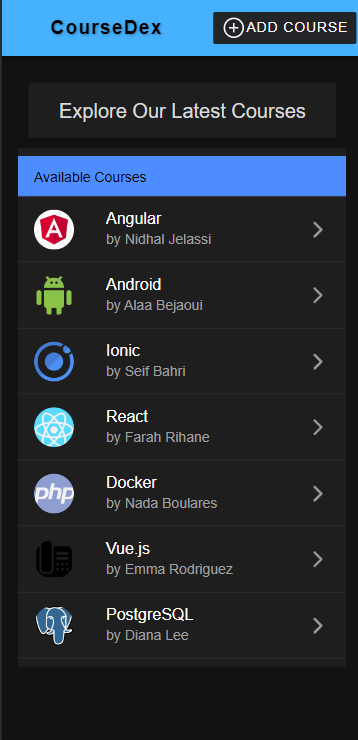 CourseDex
ADD COURSE
Explore Our Latest Courses
Available Courses
Angular
by Nidhal Jelassi
Android
by Alaa Bejaoui
Ionic
by Seif Bahri
React
by Farah Rihane
php
Docker
by Nada Boulares
Vue.js
by Emma Rodriguez
PostgreSQL
by Diana Lee